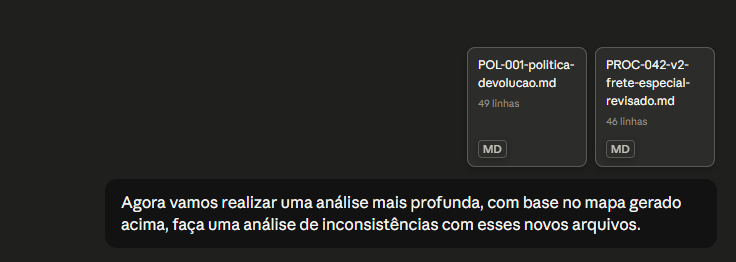 POL-001-politica-
devolucao.md
49 linhas
MD
PROC-042-v2-
frete-especial-
revisado.md
46 linhas
MD
Agora vamos realizar uma análise mais profunda, com base no mapa gerado
acima, faça uma análise de inconsistências com esses novos arquivos.